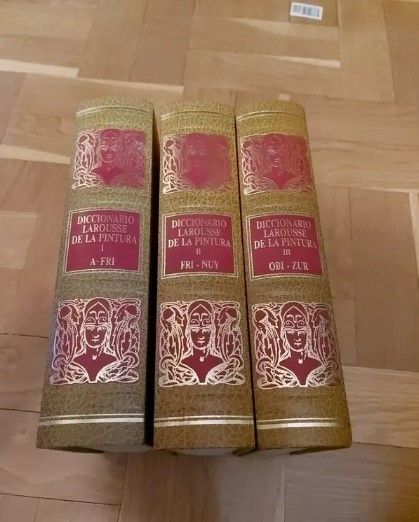 DICCIONARIO
LAROUSSE
DE LA PINTURA
I
A-FRI
DICCIONARIO
LAROUSSE
DE LA PINTURA
II
FRI - NUY
DICCIONARIO
LAROUSSE
DE LA PINTURA
III
OBI - ZUR